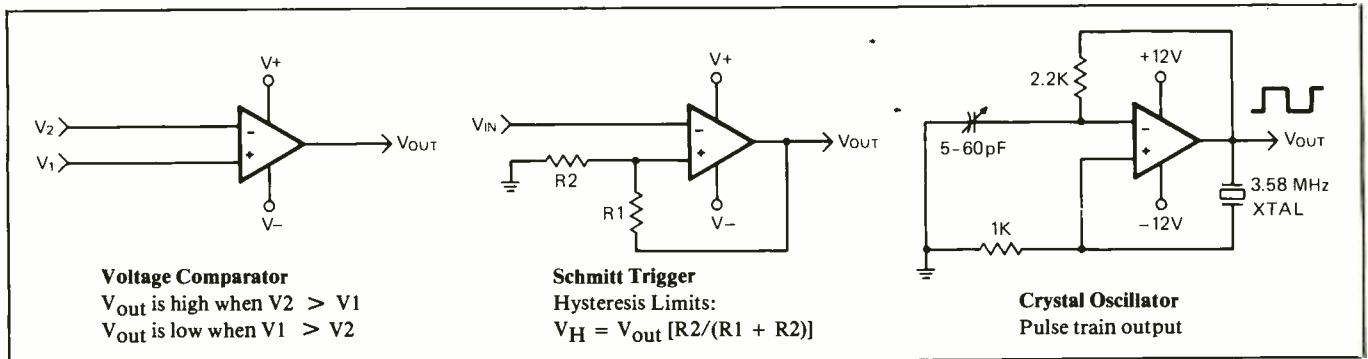 V+
V2
V1
-
+
VOUT
V-
Voltage Comparator
Vout is high when V2 > V1
Vout is low when V1 > V2
V+
VIN
-
+
VOUT
R2
R1
V-
Schmitt Trigger
Hysteresis Limits:
VH = Vout [R2/(R1 + R2)]
+12V
2.2K
-
+
5-60pF
VOUT
3.58 MHz
XTAL
-12V
1K
Crystal Oscillator
Pulse train output